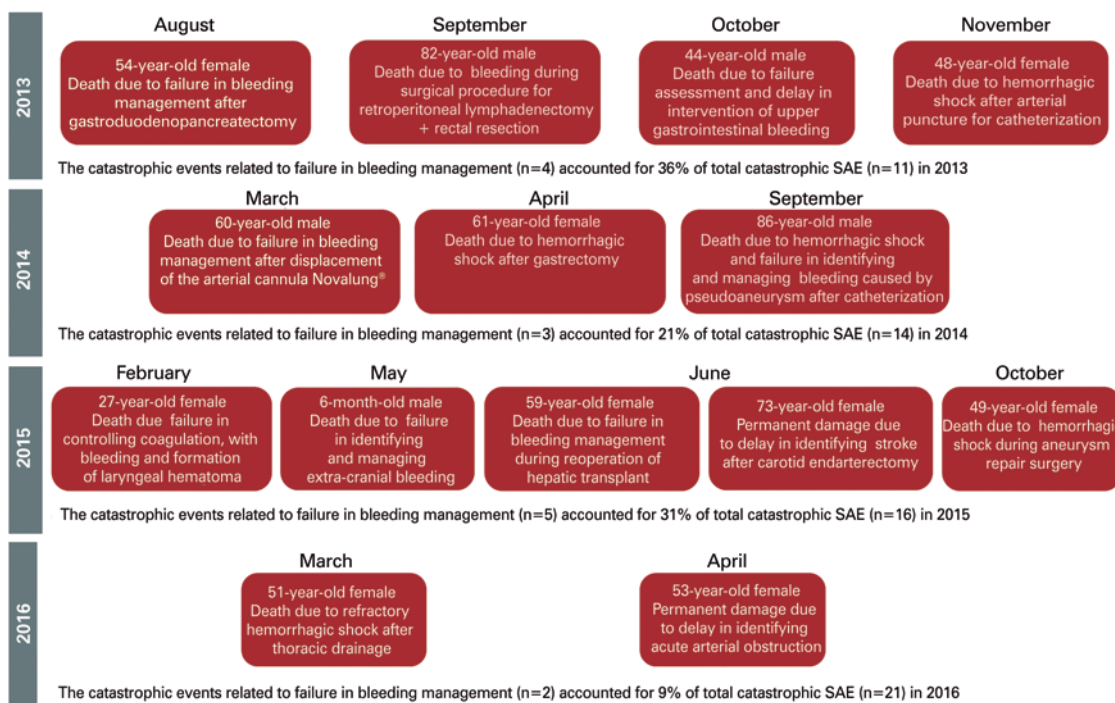 August
September
October
November
2013
54-year-old female
Death due to failure in bleeding
management after
gastroduodenopancreatectomy
82-year-old male
Death due to bleeding during
surgical procedure for
retroperitoneal lymphadenectomy
+ rectal resection
44-year-old male
Death due to failure
assessment and delay in
intervention of upper
gastrointestinal bleeding
48-year-old female
Death due to hemorrhagic
shock after arterial
puncture for catheterization
The catastrophic events related to failure in bleeding management (n=4) accounted for 36% of total catastrophic SAE (n=11) in 2013
March
April
September
2014
60-year-old male
Death due to failure in bleeding
management after displacement
of the arterial cannula Novalung®
61-year-old female
Death due to hemorrhagic
shock after gastrectomy
86-year-old male
Death due to hemorrhagic shock
and failure in identifying
and managing bleeding caused by
pseudoaneurysm after catheterization
The catastrophic events related to failure in bleeding management (n=3) accounted for 21% of total catastrophic SAE (n=14) in 2014
February
May
June
October
2015
27-year-old female
Death due failure in
controlling coagulation, with
bleeding and formation
of laryngeal hematoma
6-month-old male
Death due to failure
in identifying
and managing
extra-cranial bleeding
59-year-old female
Death due to failure in
bleeding management
during reoperation of
hepatic transplant
73-year-old female
Permanent damage due
to delay in identifying stroke
after carotid endarterectomy
49-year-old female
Death due to hemorrhagic
shock during aneurysm
repair surgery
The catastrophic events related to failure in bleeding management (n=5) accounted for 31% of total catastrophic SAE (n=16) in 2015
March
April
2016
51-year-old female
Death due to refractory
hemorrhagic shock after
thoracic drainage
53-year-old female
Permanent damage due
to delay in identifying
acute arterial obstruction
The catastrophic events related to failure in bleeding management (n=2) accounted for 9% of total catastrophic SAE (n=21) in 2016